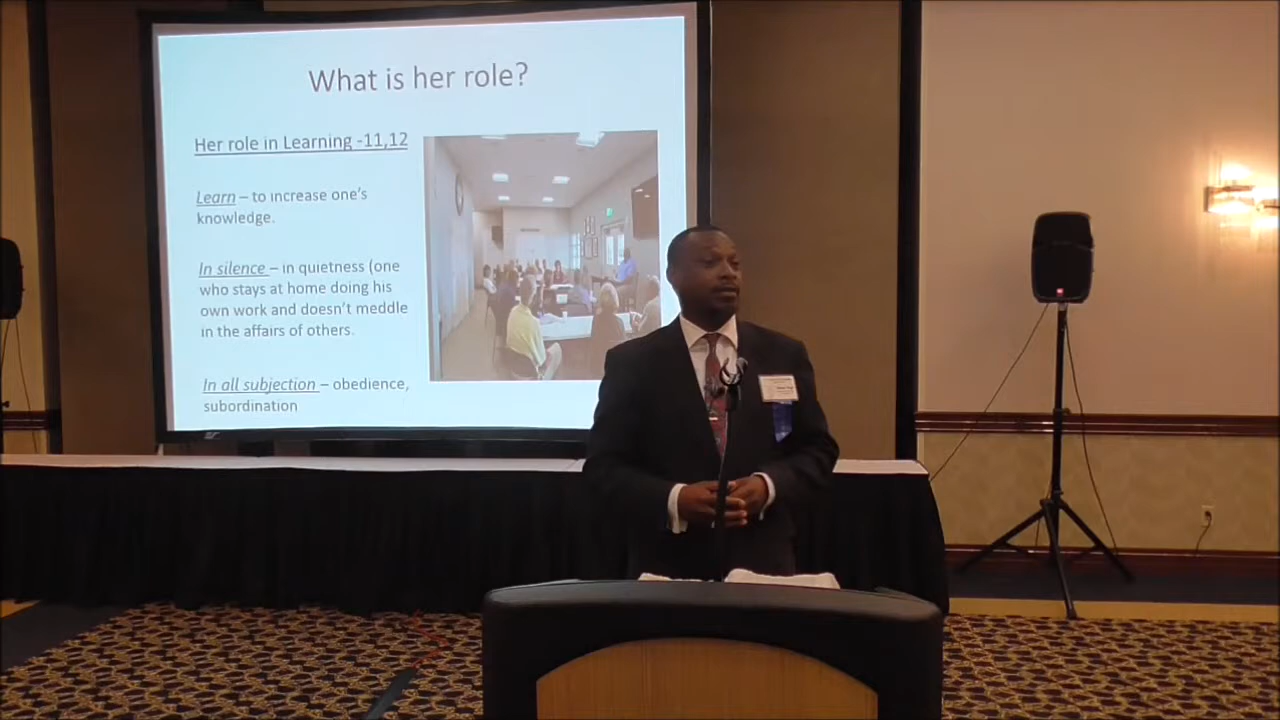 What is her role?
Her role in Learning -11,12
Learn – to increase one's
knowledge.
In silence – in quietness (one
who stays at home doing his
own work and doesn't meddle
in the affairs of others.
In all subjection – obedience,
subordination